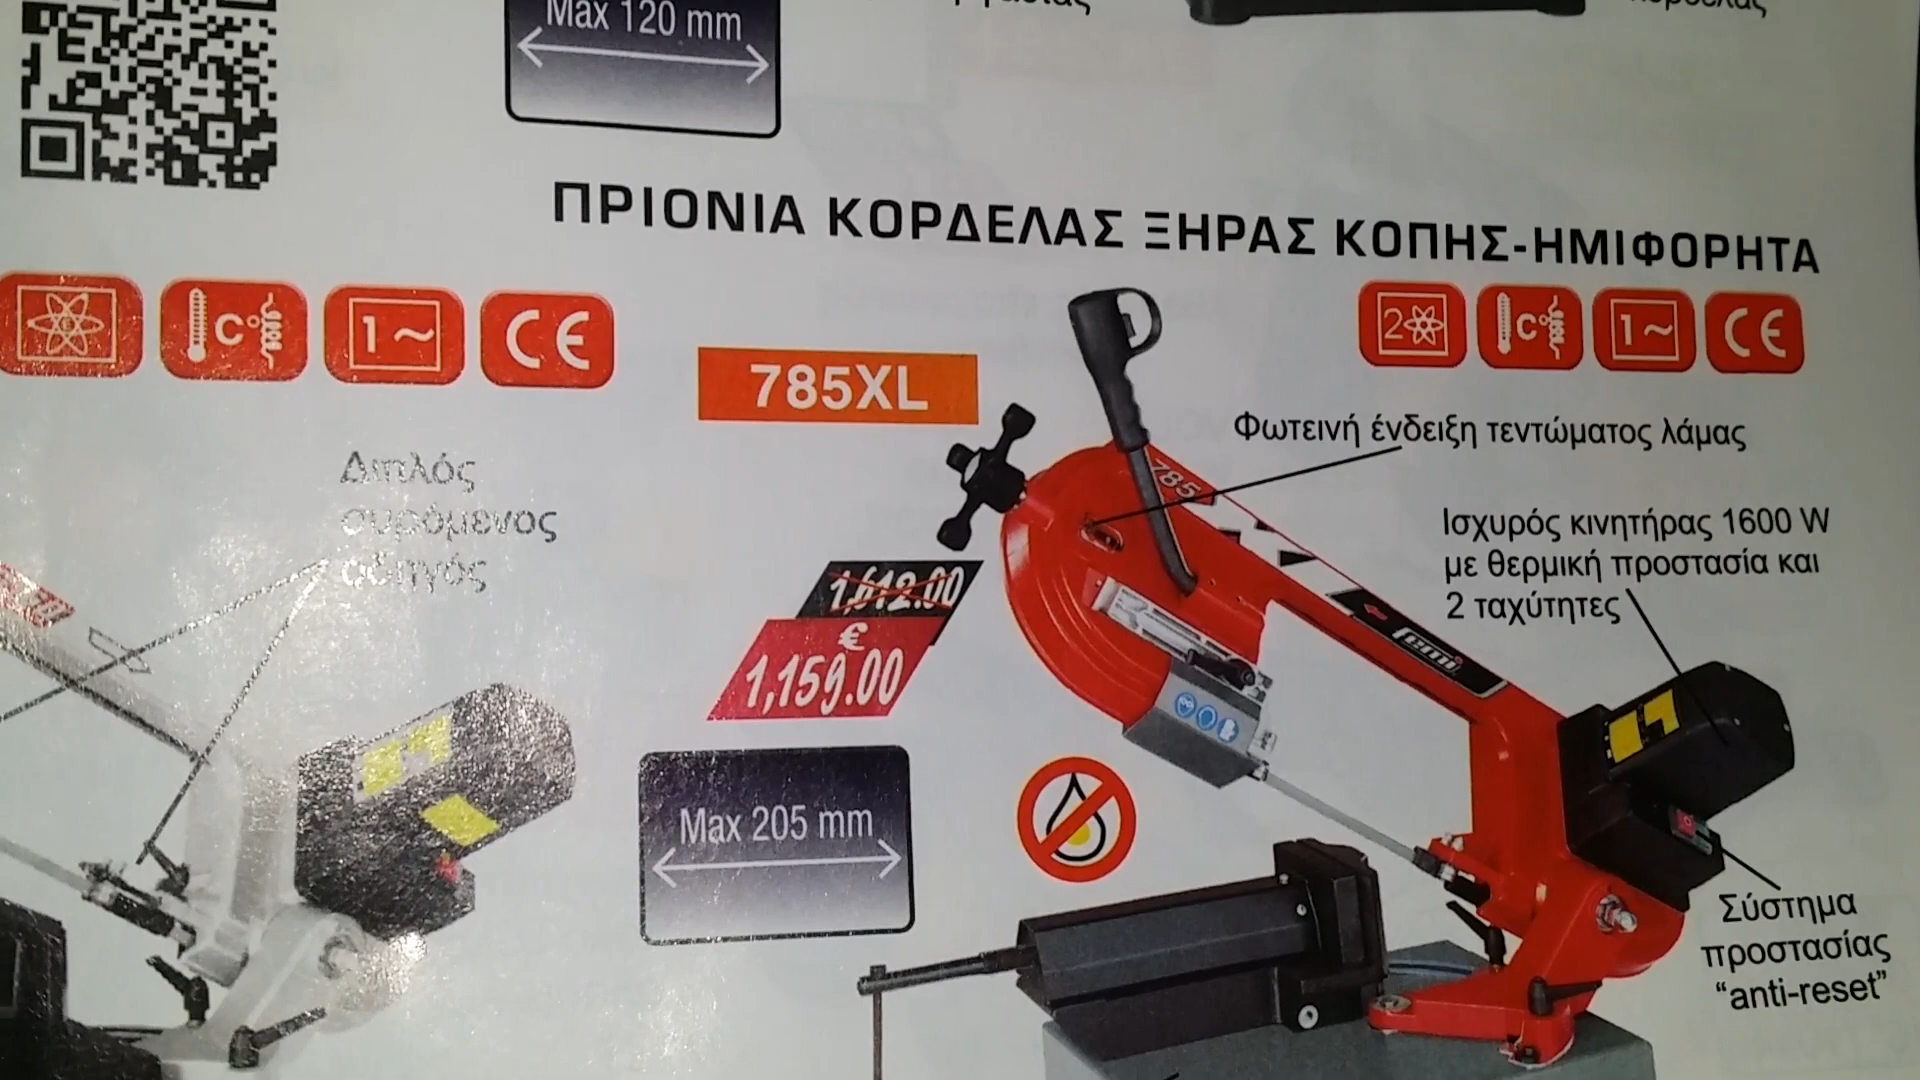 Max 120 mm
ΠΡΙΟΝΙΑ ΚΟΡΔΕΛΑΣ ΞΗΡΑΣ ΚΟΠΗΣ-ΗΜΙΦΟΡΗΤΑ
E
C°
1~
CE
785XL
2
C°
1~
CE
Φωτεινή ένδειξη τεντώματος λάμας
785
Διπλός
συρόμενος
οδηγός
Ισχυρός κινητήρας 1600 W
με θερμική προστασία και
2 ταχύτητες
1,612.00
€
1,159.00
femi
Max 205 mm
Σύστημα
προστασίας
“anti-reset”